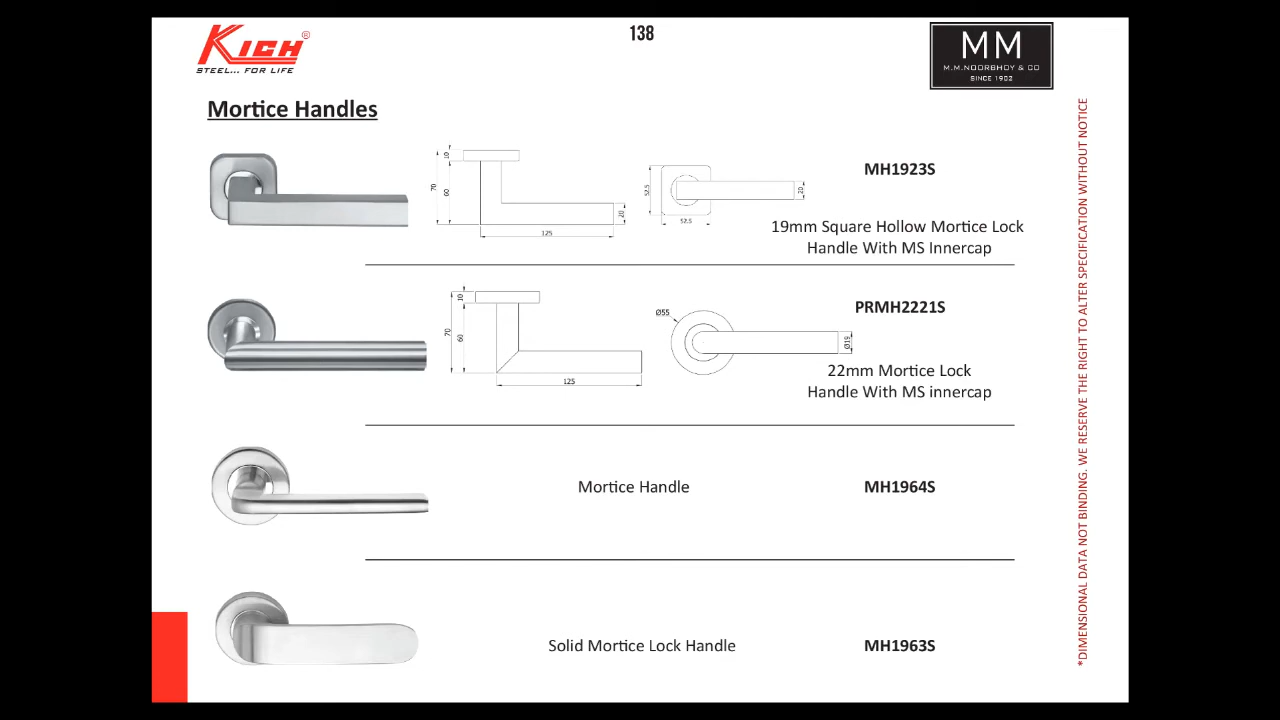 KICH®
STEEL... FOR LIFE
138
MM
M.M.NOORBHOY & CO
SINCE 1902
Mortice Handles
10
70
60
20
125
52.5
52.5
20
MH1923S
19mm Square Hollow Mortice Lock
Handle With MS Innercap
10
70
60
125
Ø55
Ø19
PRMH2221S
22mm Mortice Lock
Handle With MS innercap
Mortice Handle
MH1964S
Solid Mortice Lock Handle
MH1963S
*DIMENSIONAL DATA NOT BINDING. WE RESERVE THE RIGHT TO ALTER SPECIFICATION WITHOUT NOTICE